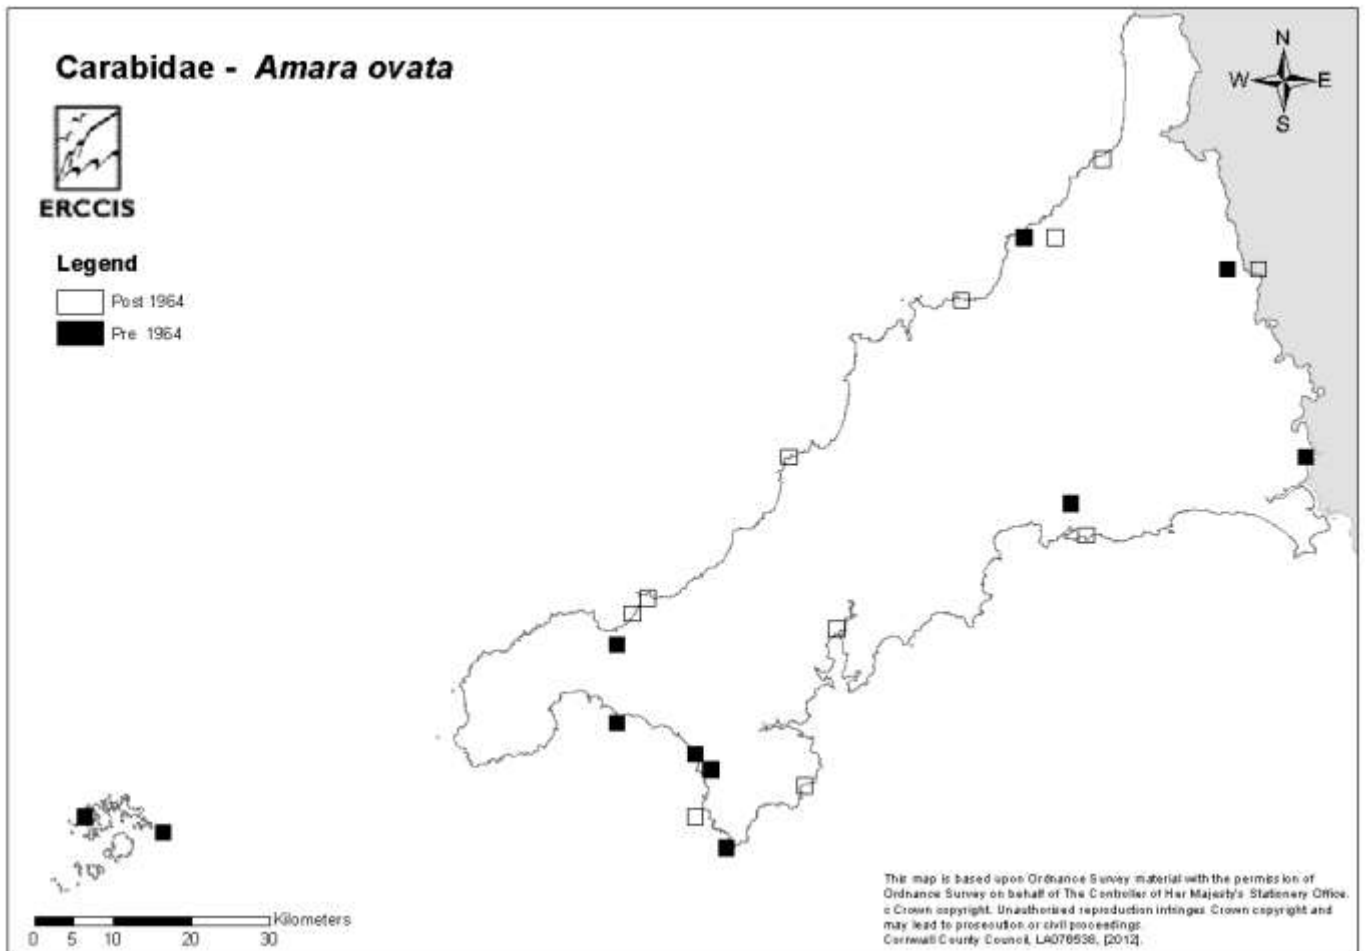 Carabidae - Amara ovata
N
W E
S
ERCCIS
Legend
Post 1964
Pre 1964
Kilometers
0 5 10 20 30
This map is based upon Ordnance Survey material with the permission of
Ordnance Survey on behalf of The Controller of Her Majesty's Stationery Office.
c Crown copyright. Unauthorised reproduction infringes Crown copyright and
may lead to prosecution or civil proceedings.
Cornwall County Council, LA076538, [2012].